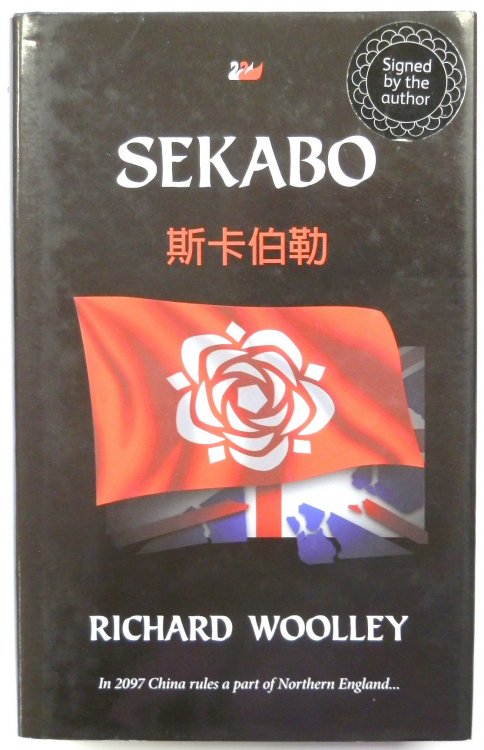 Signed
by the
author
SEKABO
斯卡伯勒
RICHARD WOOLLEY
In 2097 China rules a part of Northern England...